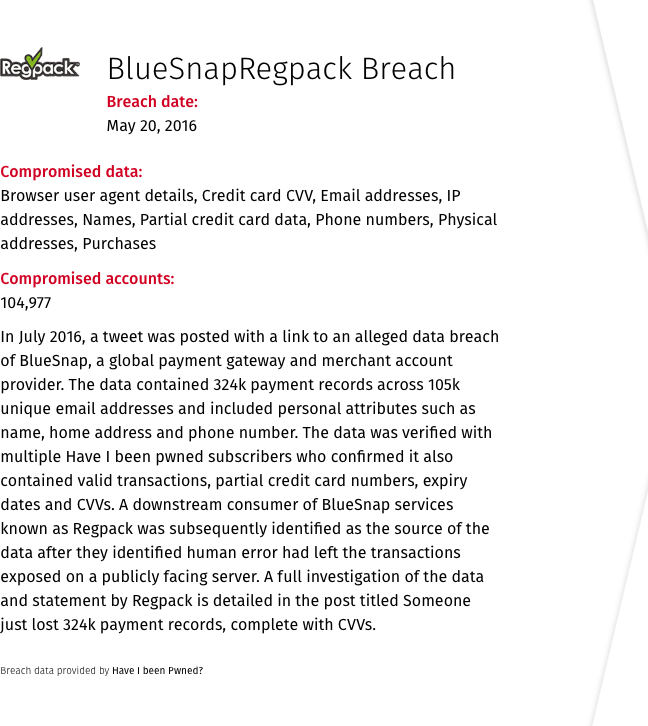 Regpack
BlueSnapRegpack Breach
Breach date:
May 20, 2016
Compromised data:
Browser user agent details, Credit card CVV, Email addresses, IP
addresses, Names, Partial credit card data, Phone numbers, Physical
addresses, Purchases
Compromised accounts:
104,977
In July 2016, a tweet was posted with a link to an alleged data breach
of BlueSnap, a global payment gateway and merchant account
provider. The data contained 324k payment records across 105k
unique email addresses and included personal attributes such as
name, home address and phone number. The data was verified with
multiple Have I been pwned subscribers who confirmed it also
contained valid transactions, partial credit card numbers, expiry
dates and CVVs. A downstream consumer of BlueSnap services
known as Regpack was subsequently identified as the source of the
data after they identified human error had left the transactions
exposed on a publicly facing server. A full investigation of the data
and statement by Regpack is detailed in the post titled Someone
just lost 324k payment records, complete with CVVs.
Breach data provided by Have I been Pwned?